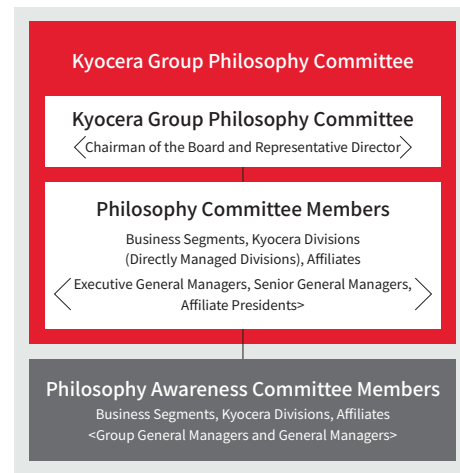 Kyocera Group Philosophy Committee
Kyocera Group Philosophy Committee
<Chairman of the Board and Representative Director>
Philosophy Committee Members
Business Segments, Kyocera Divisions
(Directly Managed Divisions), Affiliates
<Executive General Managers, Senior General Managers,
Affiliate Presidents>
Philosophy Awareness Committee Members
Business Segments, Kyocera Divisions, Affiliates
<Group General Managers and General Managers>